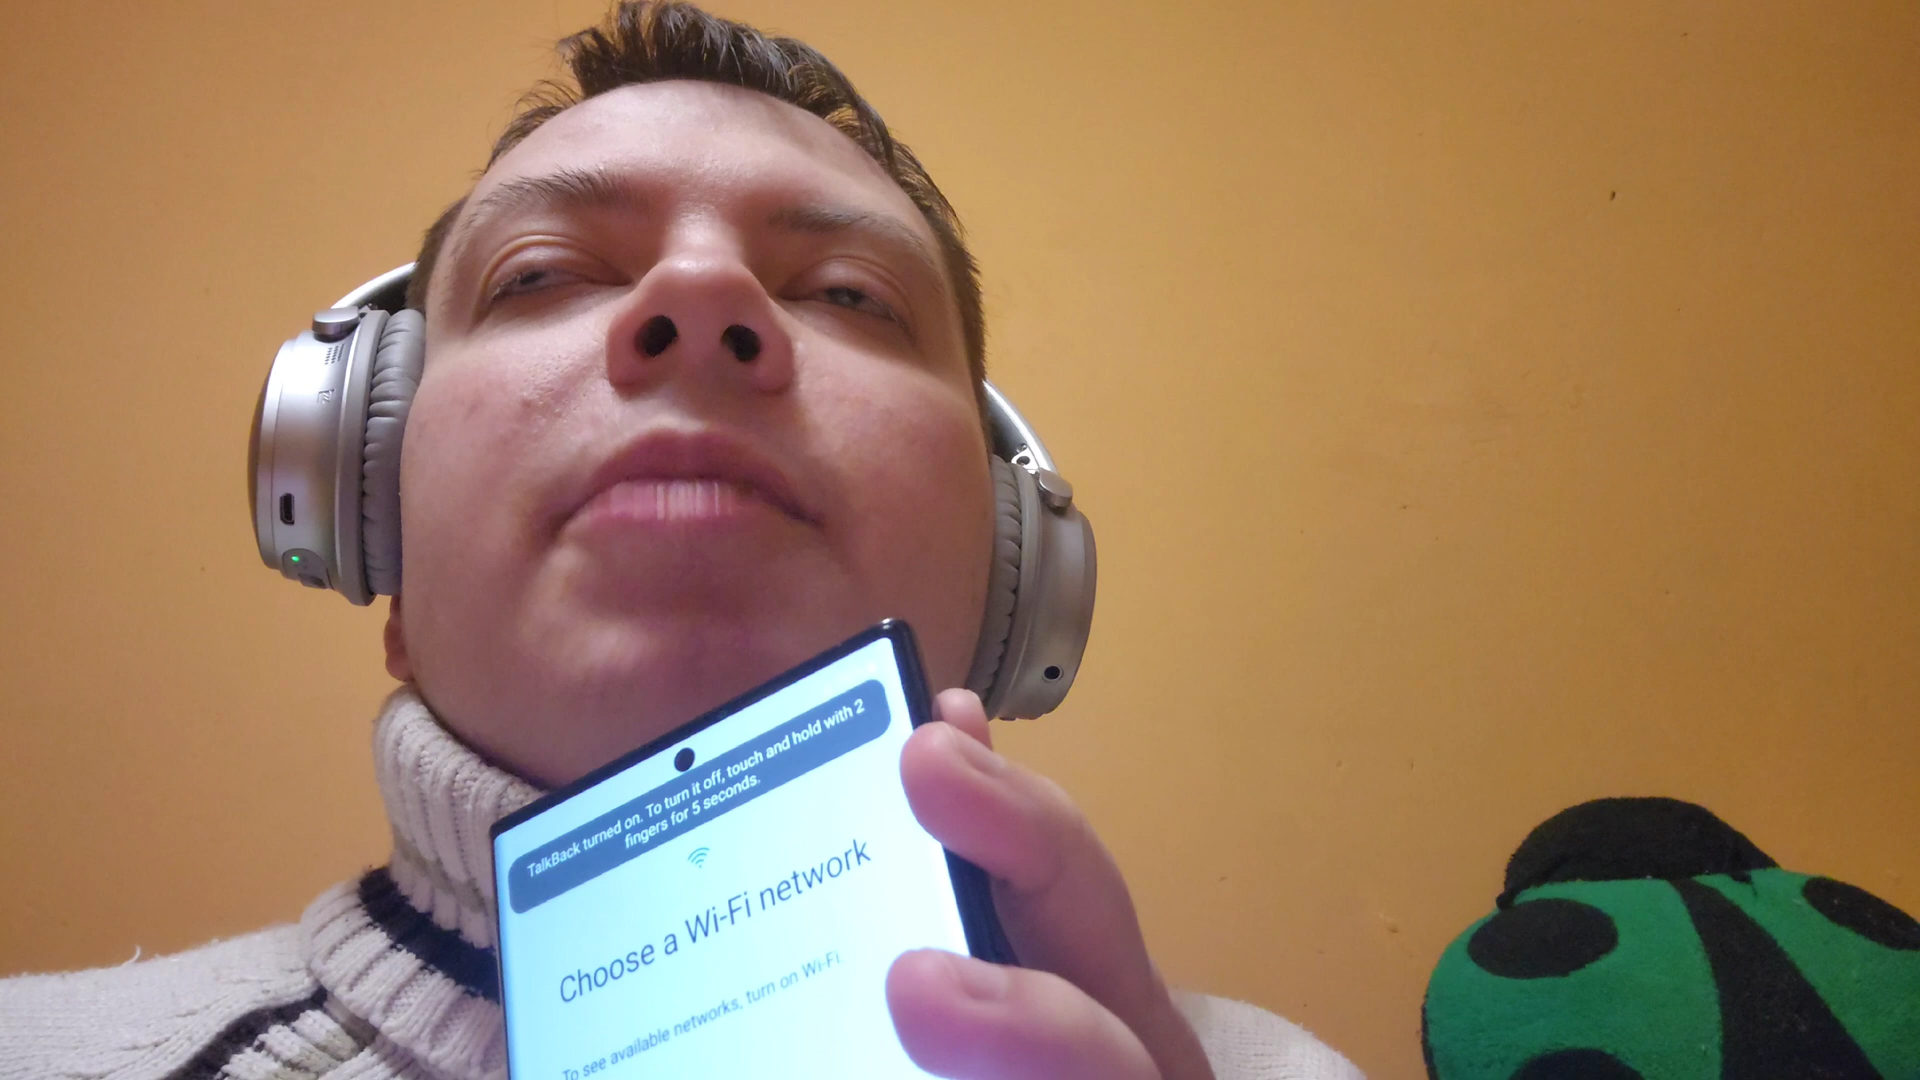 TalkBack turned on. To turn it off, touch and hold with 2
fingers for 5 seconds.
Choose a Wi-Fi network
To see available networks, turn on Wi-Fi.